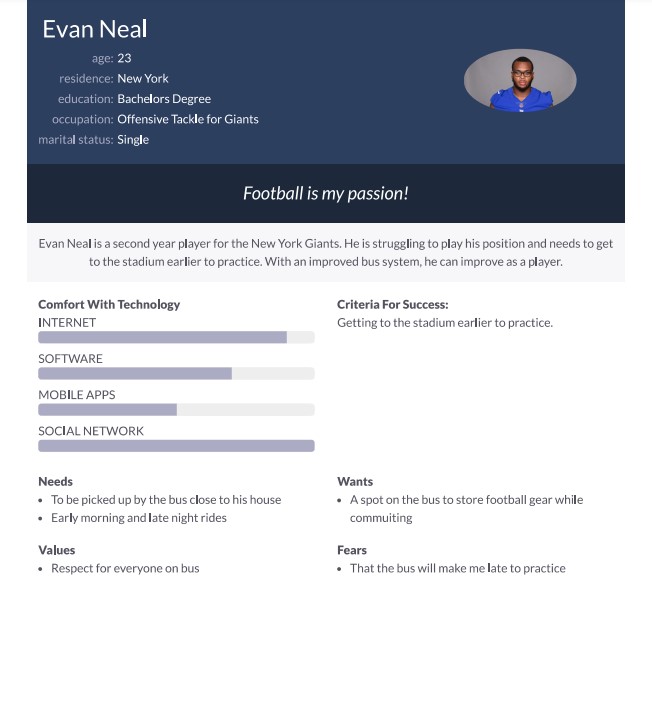 Evan Neal
age: 23
residence: New York
education: Bachelors Degree
occupation: Offensive Tackle for Giants
marital status: Single
Football is my passion!
Evan Neal is a second year player for the New York Giants. He is struggling to play his position and needs to get
to the stadium earlier to practice. With an improved bus system, he can improve as a player.
Comfort With Technology
INTERNET
SOFTWARE
MOBILE APPS
SOCIAL NETWORK
Criteria For Success:
Getting to the stadium earlier to practice.
Needs
• To be picked up by the bus close to his house
• Early morning and late night rides
Wants
• A spot on the bus to store football gear while
commuiting
Values
• Respect for everyone on bus
Fears
• That the bus will make me late to practice